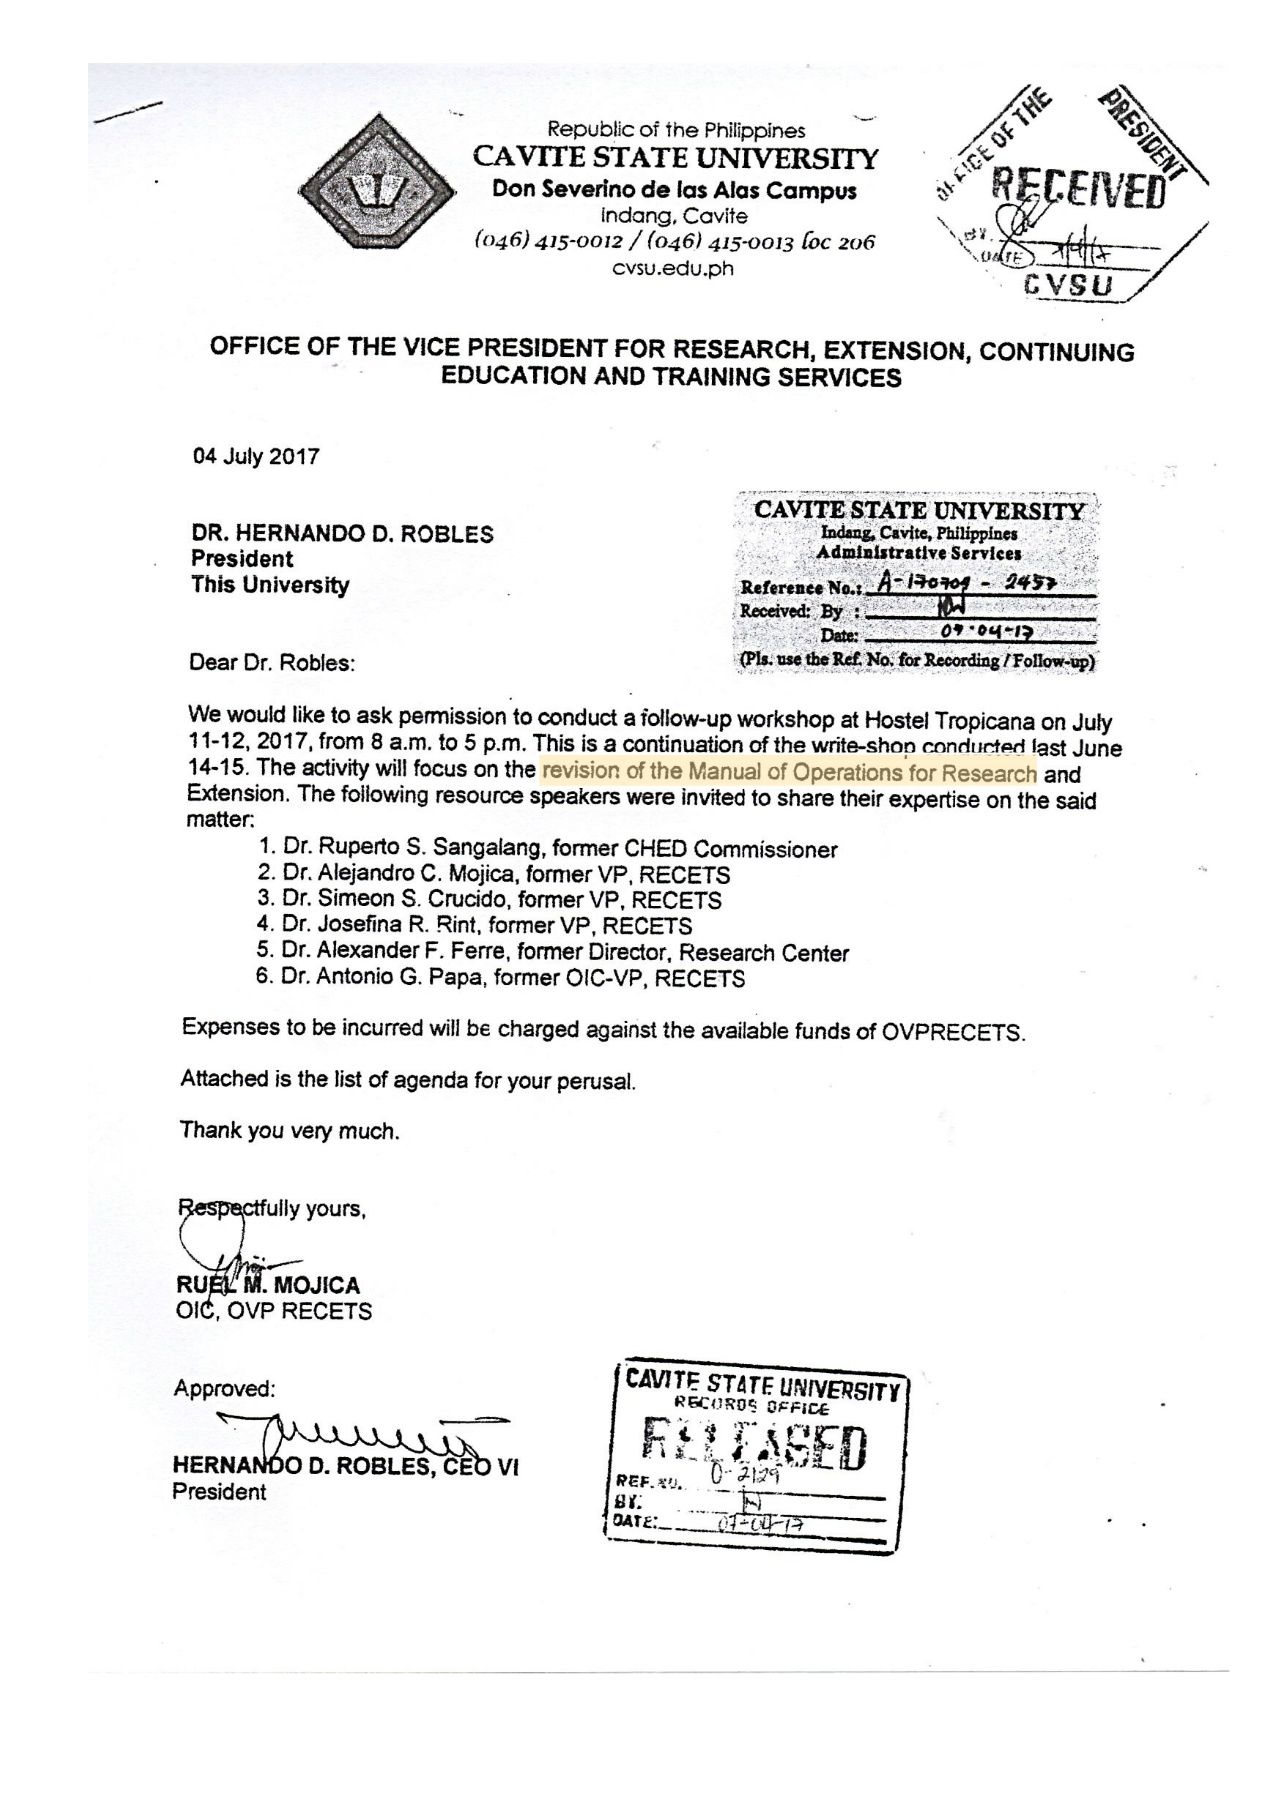 Republic of the Philippines
CAVITE STATE UNIVERSITY
Don Severino de las Alas Campus
Indang, Cavite
(046) 415-0012 / (046) 415-0013 loc 206
cvsu.edu.ph
OFFICE OF THE PRESIDENT
RECEIVED
BY.
DATE 7/4/17
CVSU
OFFICE OF THE VICE PRESIDENT FOR RESEARCH, EXTENSION, CONTINUING
EDUCATION AND TRAINING SERVICES
04 July 2017
DR. HERNANDO D. ROBLES
President
This University
CAVITE STATE UNIVERSITY
Indang, Cavite, Philippines
Administrative Services
Reference No.: A-170704 - 2457
Received: By :
Date: 07-04-17
(Pls. use the Ref. No. for Recording / Follow-up)
Dear Dr. Robles:
We would like to ask permission to conduct a follow-up workshop at Hostel Tropicana on July
11-12, 2017, from 8 a.m. to 5 p.m. This is a continuation of the write-shop conducted last June
14-15. The activity will focus on the revision of the Manual of Operations for Research and
Extension. The following resource speakers were invited to share their expertise on the said
matter:
1. Dr. Ruperto S. Sangalang, former CHED Commissioner
2. Dr. Alejandro C. Mojica, former VP, RECETS
3. Dr. Simeon S. Crucido, former VP, RECETS
4. Dr. Josefina R. Rint, former VP, RECETS
5. Dr. Alexander F. Ferre, former Director, Research Center
6. Dr. Antonio G. Papa, former OIC-VP, RECETS
Expenses to be incurred will be charged against the available funds of OVPRECETS.
Attached is the list of agenda for your perusal.
Thank you very much.
Respectfully yours,
RUEL M. MOJICA
OIC, OVP RECETS
Approved:
HERNANDO D. ROBLES, CEO VI
President
CAVITE STATE UNIVERSITY
RECORDS OFFICE
RELEASED
REF. NO. 0-2129
BY:
DATE: 07-04-17